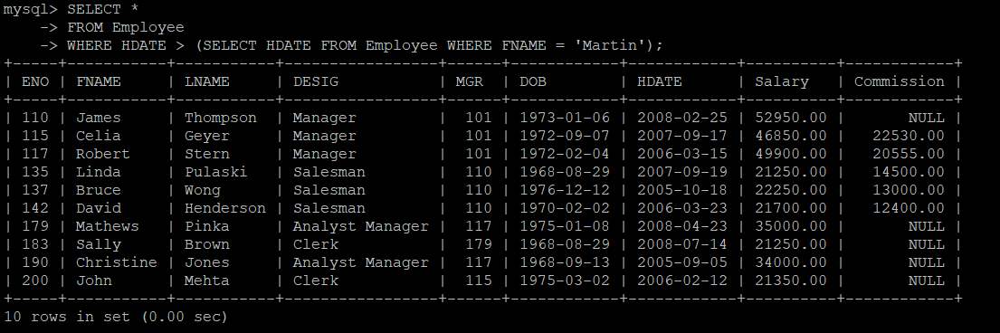 mysql> SELECT *
    -> FROM Employee
    -> WHERE HDATE > (SELECT HDATE FROM Employee WHERE FNAME = 'Martin');
+-----+-----------+-----------+-----------------+------+------------+------------+----------+------------+
| ENO | FNAME     | LNAME     | DESIG           | MGR  | DOB        | HDATE      | Salary   | Commission |
+-----+-----------+-----------+-----------------+------+------------+------------+----------+------------+
| 110 | James     | Thompson  | Manager         |  101 | 1973-01-06 | 2008-02-25 | 52950.00 |       NULL |
| 115 | Celia     | Geyer     | Manager         |  101 | 1972-09-07 | 2007-09-17 | 46850.00 |   22530.00 |
| 117 | Robert    | Stern     | Manager         |  101 | 1972-02-04 | 2006-03-15 | 49900.00 |   20555.00 |
| 135 | Linda     | Pulaski   | Salesman        |  110 | 1968-08-29 | 2007-09-19 | 21250.00 |   14500.00 |
| 137 | Bruce     | Wong      | Salesman        |  110 | 1976-12-12 | 2005-10-18 | 22250.00 |   13000.00 |
| 142 | David     | Henderson | Salesman        |  110 | 1970-02-02 | 2006-03-23 | 21700.00 |   12400.00 |
| 179 | Mathews   | Pinka     | Analyst Manager |  117 | 1975-01-08 | 2008-04-23 | 35000.00 |       NULL |
| 183 | Sally     | Brown     | Clerk           |  179 | 1968-08-29 | 2008-07-14 | 21250.00 |       NULL |
| 190 | Christine | Jones     | Analyst Manager |  117 | 1968-09-13 | 2005-09-05 | 34000.00 |       NULL |
| 200 | John      | Mehta     | Clerk           |  115 | 1975-03-02 | 2006-02-12 | 21350.00 |       NULL |
+-----+-----------+-----------+-----------------+------+------------+------------+----------+------------+
10 rows in set (0.00 sec)